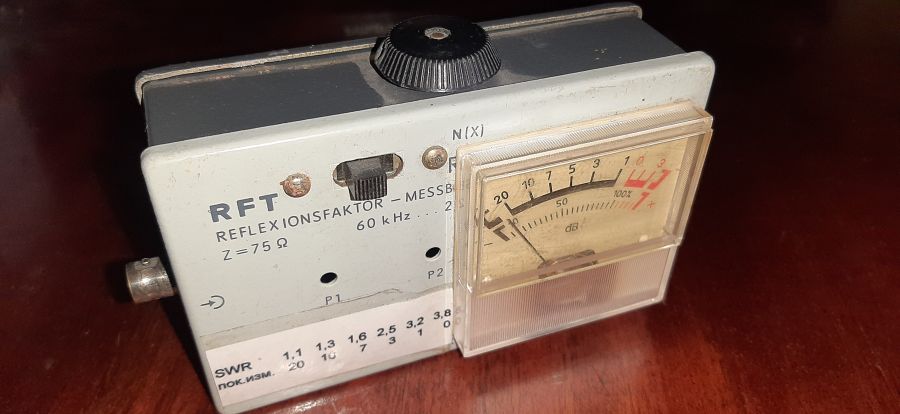 N(X)
RFT
REFLEXIONSFAKTOR - MESSB
60 kHz ... 2
Z = 75 Ω
P1
P2
SWR 1,1 1,3 1,6 2,5 3,2 3,8
пок.изм. 20 10 7 3 1 0
20 10 7 5 3 1 0 3
50 100%
dB